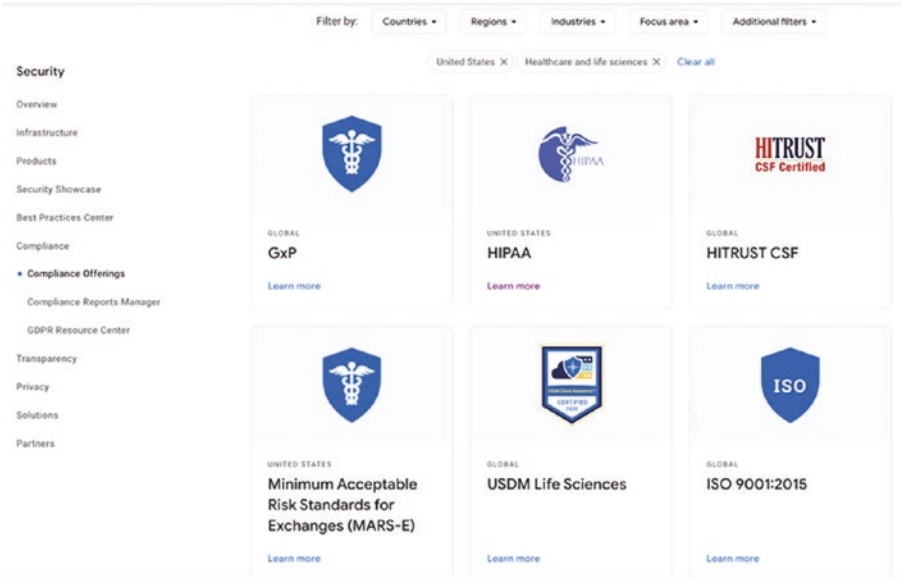 Filter by: Countries Regions Industries Focus area Additional filters
United States X Healthcare and life sciences X Clear all
Security
Overview
Infrastructure
Products
Security Showcase
Best Practices Center
Compliance
Compliance Offerings
Compliance Reports Manager
GDPR Resource Center
Transparency
Privacy
Solutions
Partners
GLOBAL
GxP
Learn more
HIPAA
UNITED STATES
HIPAA
Learn more
HITRUST
CSF Certified
GLOBAL
HITRUST CSF
Learn more
UNITED STATES
Minimum Acceptable
Risk Standards for
Exchanges (MARS-E)
Learn more
CERTIFIED
GLOBAL
USDM Life Sciences
Learn more
ISO
GLOBAL
ISO 9001:2015
Learn more